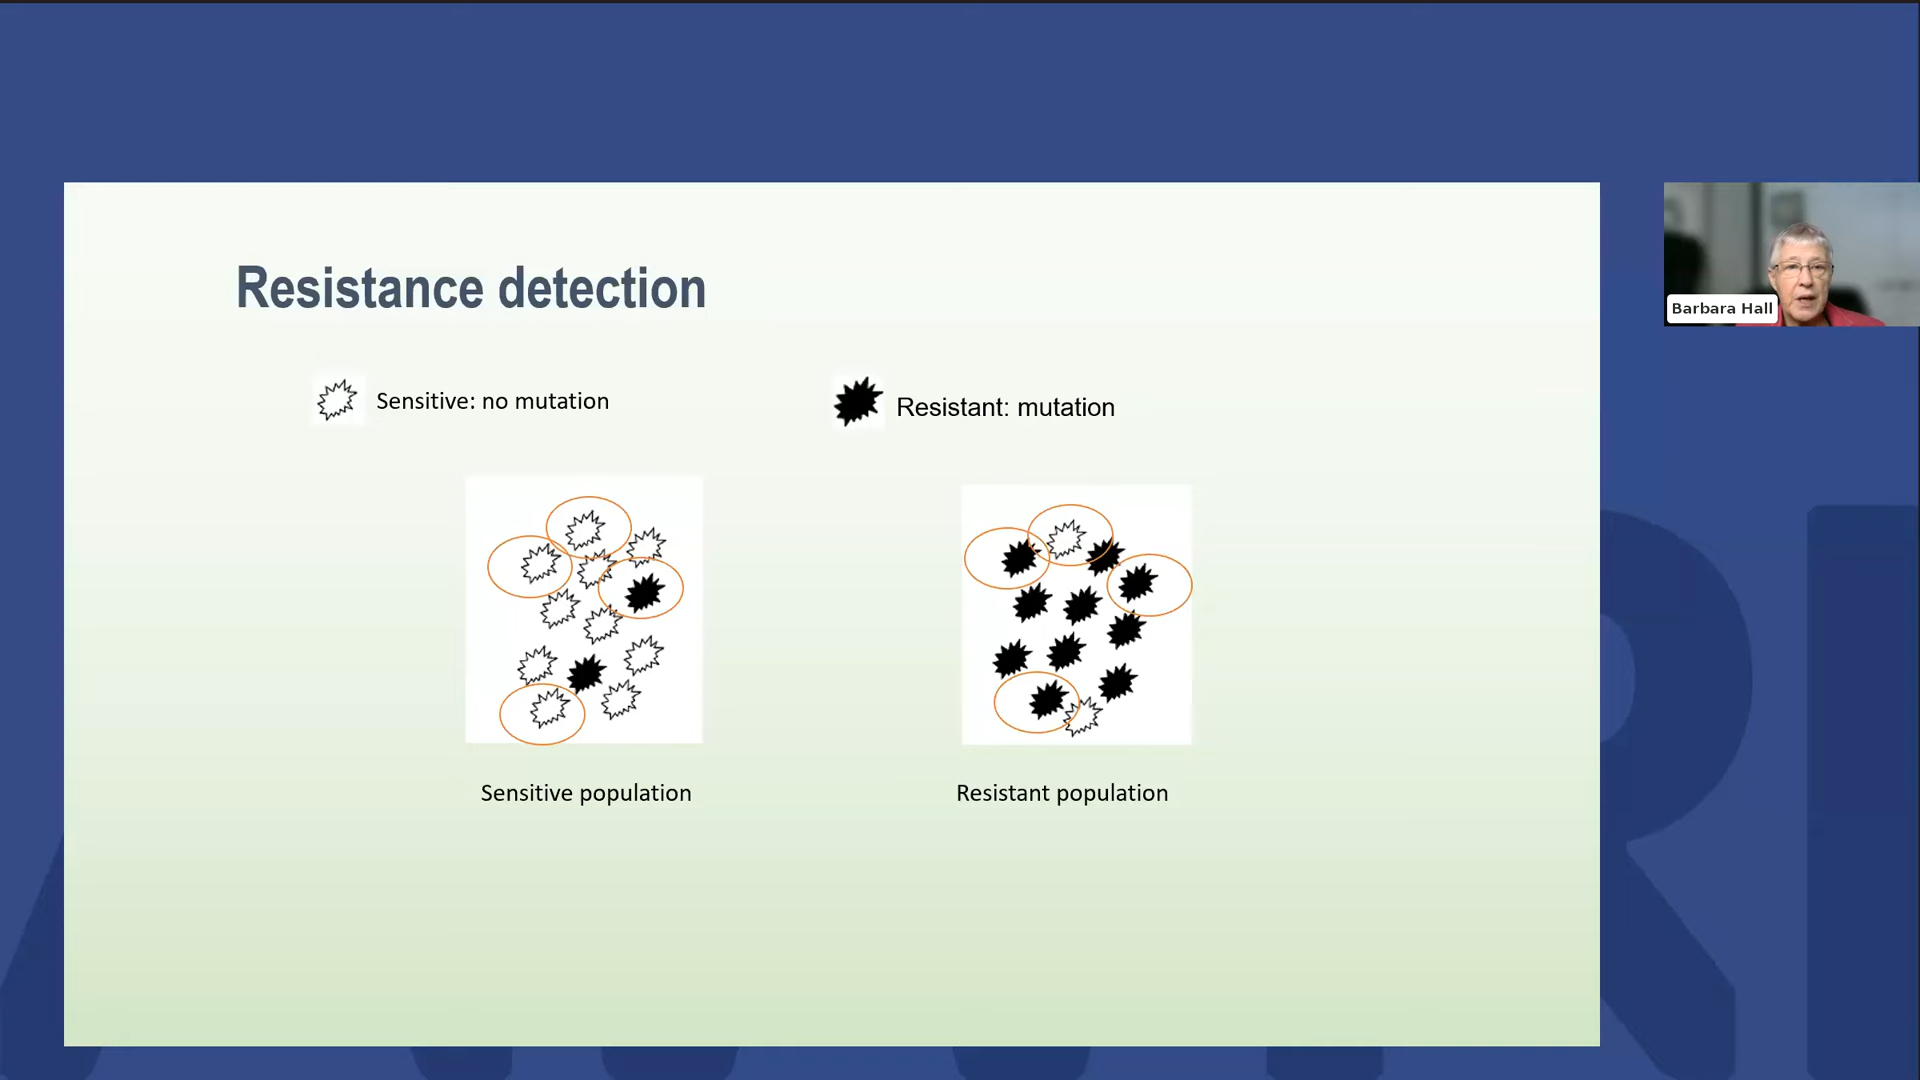 Resistance detection
Sensitive: no mutation
Resistant: mutation
Sensitive population
Resistant population
Barbara Hall